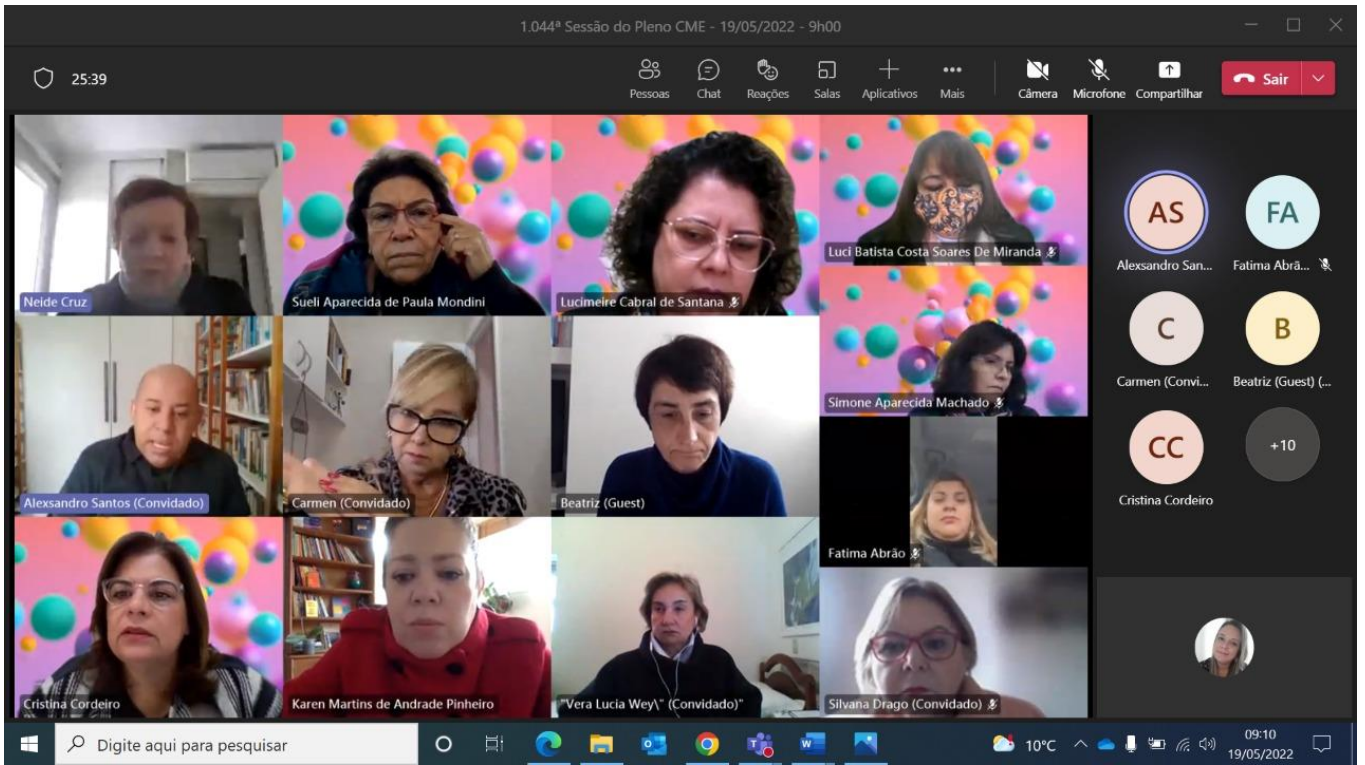 1.044ª Sessão do Pleno CME - 19/05/2022 - 9h00
25:39
Pessoas
Chat
Reações
Salas
Aplicativos
Mais
Câmera
Microfone
Compartilhar
Sair
Neide Cruz
Sueli Aparecida de Paula Mondini
Lucimeire Cabral de Santana
Luci Batista Costa Soares De Miranda
Simone Aparecida Machado
Alexsandro Santos (Convidado)
Carmen (Convidado)
Beatriz (Guest)
Fatima Abrão
Cristina Cordeiro
Karen Martins de Andrade Pinheiro
"Vera Lucia Wey\" (Convidado)"
Silvana Drago (Convidado)
AS
Alexsandro San...
FA
Fatima Abrã...
C
Carmen (Convi...
B
Beatriz (Guest) (...
CC
Cristina Cordeiro
+10
Digite aqui para pesquisar
10°C
09:10
19/05/2022